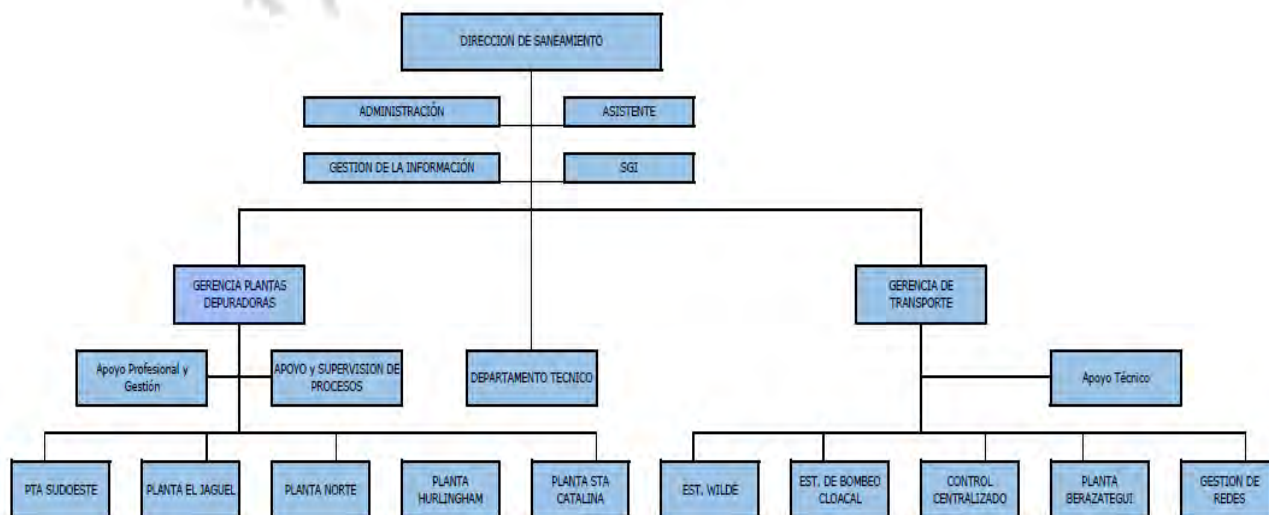 DIRECCION DE SANEAMIENTO
ADMINISTRACIÓN
ASISTENTE
GESTION DE LA INFORMACIÓN
SGI
GERENCIA PLANTAS
DEPURADORAS
GERENCIA DE
TRANSPORTE
Apoyo Profesional y
Gestión
APOYO y SUPERVISION DE
PROCESOS
DEPARTAMENTO TECNICO
Apoyo Técnico
PTA SUDOESTE
PLANTA EL JAGUEL
PLANTA NORTE
PLANTA
HURLINGHAM
PLANTA STA
CATALINA
EST. WILDE
EST. DE BOMBEO
CLOACAL
CONTROL
CENTRALIZADO
PLANTA
BERAZATEGUI
GESTION DE
REDES